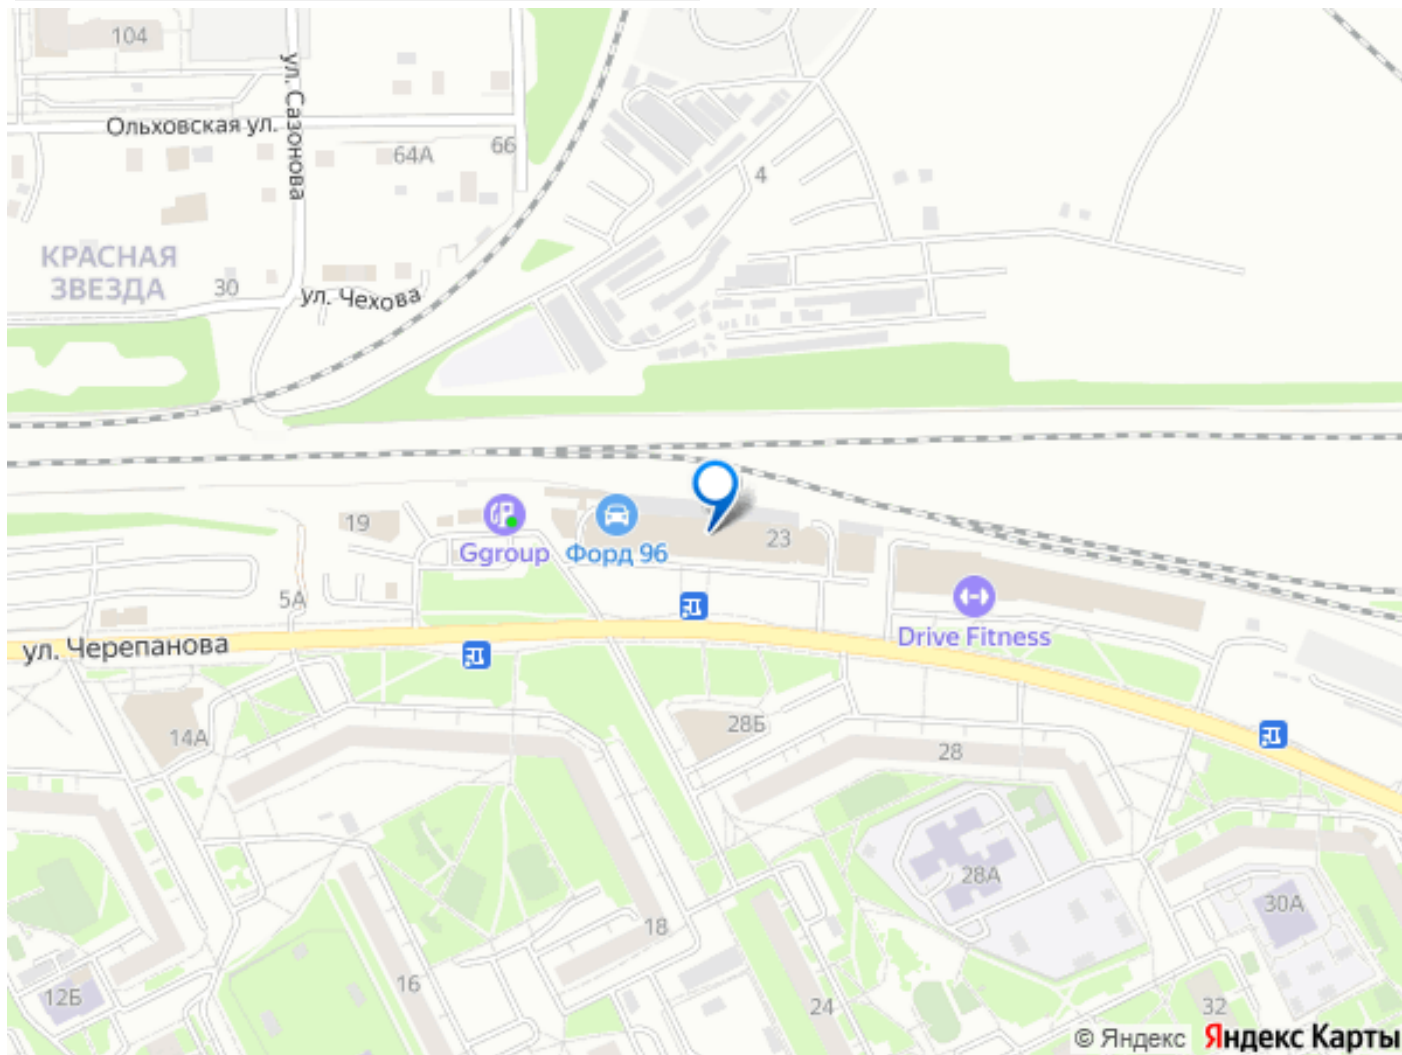 104
ул. Сазонова
Ольховская ул.
64А
66
4
КРАСНАЯ
ЗВЕЗДА
30
ул. Чехова
19
Ggroup
Форд 96
23
5А
Drive Fitness
ул. Черепанова
14А
28Б
28
28А
30А
18
16
12Б
24
32
© Яндекс Яндекс Карты